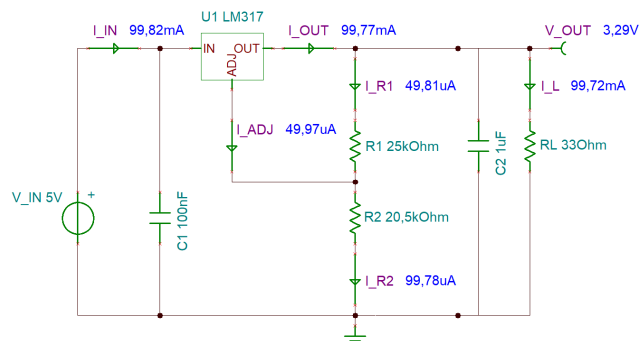 U1 LM317
I_IN 99,82mA
I_OUT 99,77mA
V_OUT 3,29V
IN
OUT
ADJ
I_R1 49,81uA
I_L 99,72mA
I_ADJ 49,97uA
R1 25kOhm
C2 1uF
RL 33Ohm
V_IN 5V
+
C1 100nF
R2 20,5kOhm
I_R2 99,78uA